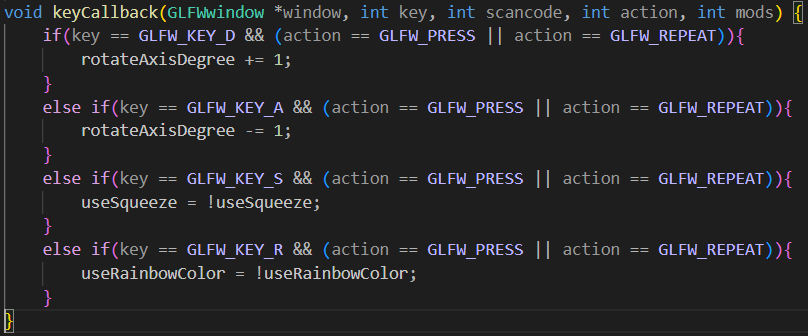 void keyCallback(GLFWwindow *window, int key, int scancode, int action, int mods) {
    if(key == GLFW_KEY_D && (action == GLFW_PRESS || action == GLFW_REPEAT)){
        rotateAxisDegree += 1;
    }
    else if(key == GLFW_KEY_A && (action == GLFW_PRESS || action == GLFW_REPEAT)){
        rotateAxisDegree -= 1;
    }
    else if(key == GLFW_KEY_S && (action == GLFW_PRESS || action == GLFW_REPEAT)){
        useSqueeze = !useSqueeze;
    }
    else if(key == GLFW_KEY_R && (action == GLFW_PRESS || action == GLFW_REPEAT)){
        useRainbowColor = !useRainbowColor;
    }
}